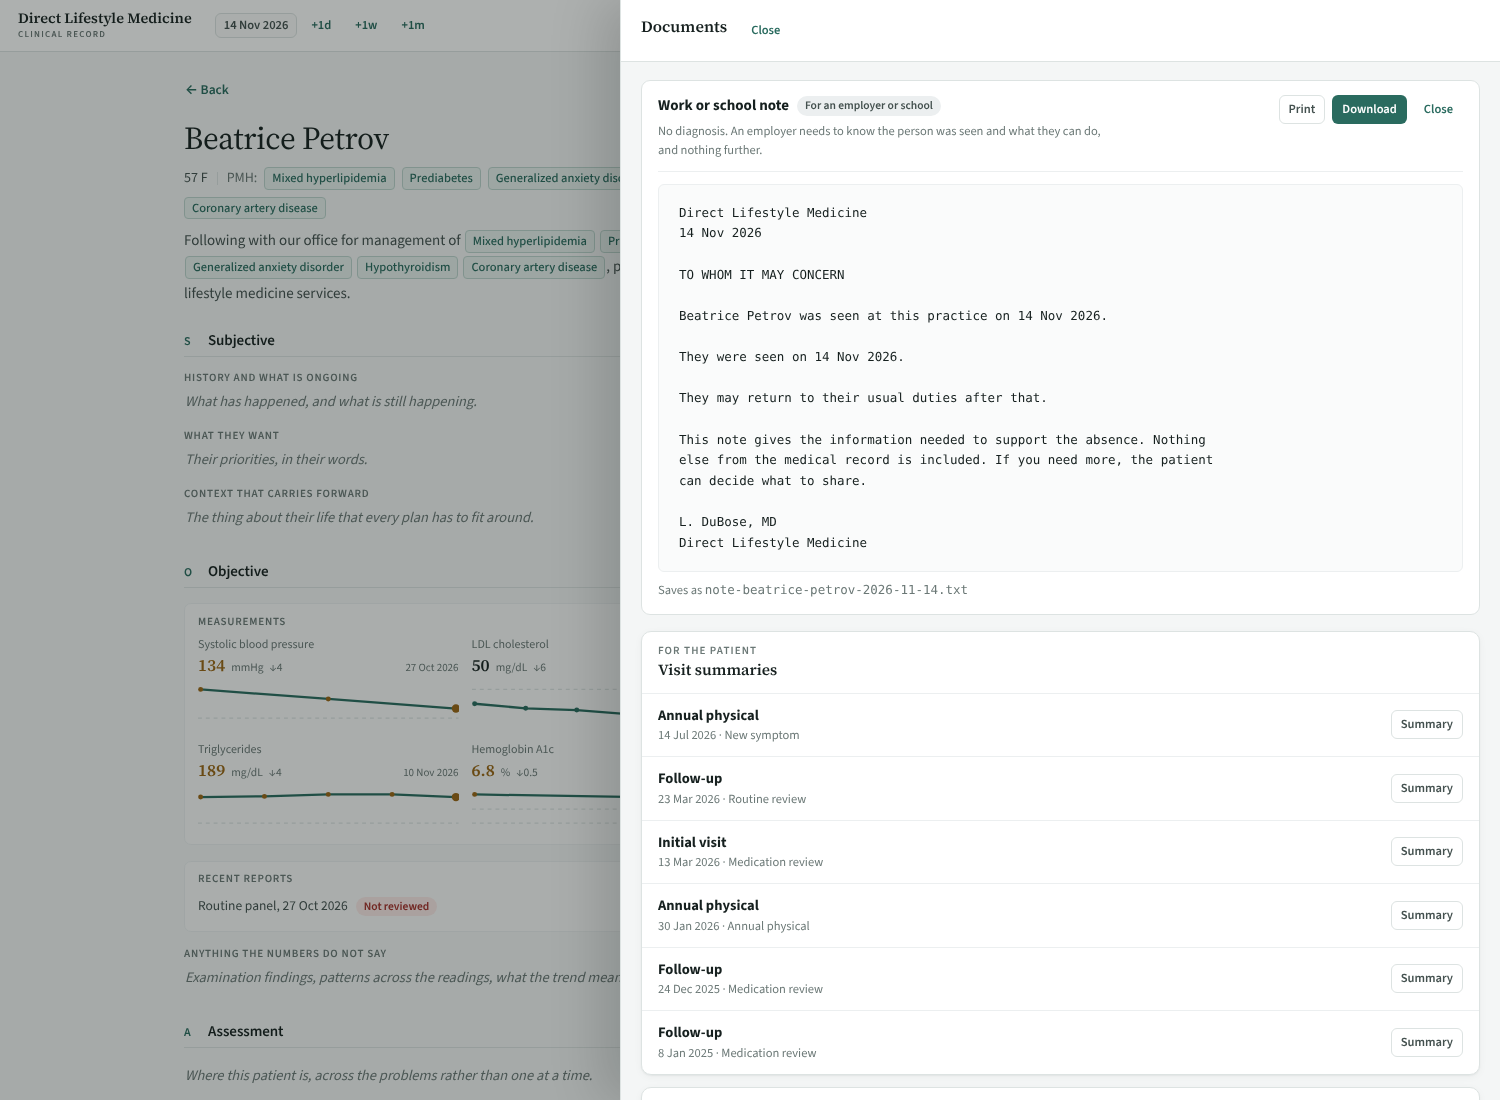 Direct Lifestyle Medicine
CLINICAL RECORD
14 Nov 2026
+1d
+1w
+1m
← Back
Beatrice Petrov
57 F
PMH:
Mixed hyperlipidemia
Prediabetes
Generalized anxiety
Coronary artery disease
Following with our office for management of
Mixed hyperlipidemia
Generalized anxiety disorder
Hypothyroidism
Coronary artery disease
,
lifestyle medicine services.
S
Subjective
HISTORY AND WHAT IS ONGOING
What has happened, and what is still happening.
WHAT THEY WANT
Their priorities, in their words.
CONTEXT THAT CARRIES FORWARD
The thing about their life that every plan has to fit around.
O
Objective
MEASUREMENTS
Systolic blood pressure
134 mmHg ↓4
27 Oct 2026
LDL cholesterol
50 mg/dL ↓6
Triglycerides
189 mg/dL ↓4
10 Nov 2026
Hemoglobin A1c
6.8 % ↓0.5
RECENT REPORTS
Routine panel, 27 Oct 2026
Not reviewed
ANYTHING THE NUMBERS DO NOT SAY
Examination findings, patterns across the readings, what the trend
A
Assessment
Where this patient is, across the problems rather than one at a time.
Documents
Close
Work or school note
For an employer or school
No diagnosis. An employer needs to know the person was seen and what they can do,
and nothing further.
Print
Download
Close
Direct Lifestyle Medicine
14 Nov 2026
TO WHOM IT MAY CONCERN
Beatrice Petrov was seen at this practice on 14 Nov 2026.
They were seen on 14 Nov 2026.
They may return to their usual duties after that.
This note gives the information needed to support the absence. Nothing
else from the medical record is included. If you need more, the patient
can decide what to share.
L. DuBose, MD
Direct Lifestyle Medicine
Saves as note-beatrice-petrov-2026-11-14.txt
FOR THE PATIENT
Visit summaries
Annual physical
14 Jul 2026 · New symptom
Summary
Follow-up
23 Mar 2026 · Routine review
Summary
Initial visit
13 Mar 2026 · Medication review
Summary
Annual physical
30 Jan 2026 · Annual physical
Summary
Follow-up
24 Dec 2025 · Medication review
Summary
Follow-up
8 Jan 2025 · Medication review
Summary